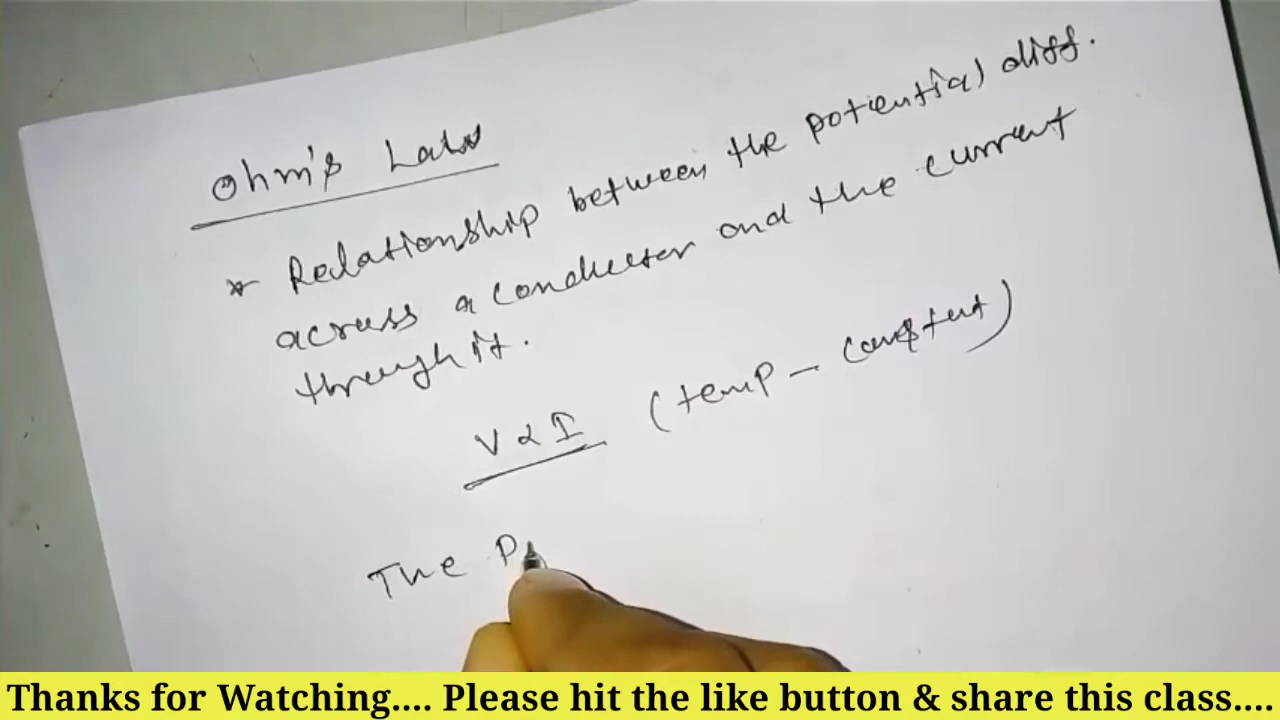 Ohm's Law
* Relationship between the potential diff.
across a conductor and the current
through it.
V ∝ I (temp - constant)
The P
Thanks for Watching.... Please hit the like button & share this class....